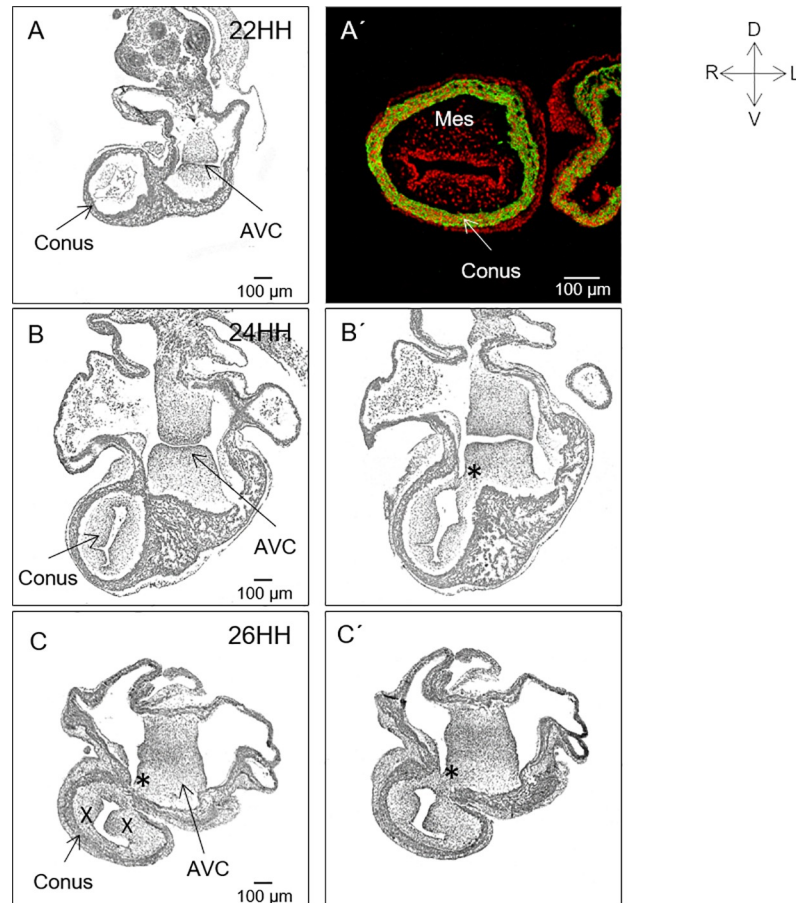 A 22HH
Conus
AVC
100 µm
A´
Mes
Conus
100 µm
D
R L
V
B 24HH
Conus
AVC
100 µm
B´
*
C 26HH
*
X X
Conus
AVC
100 µm
C´
*